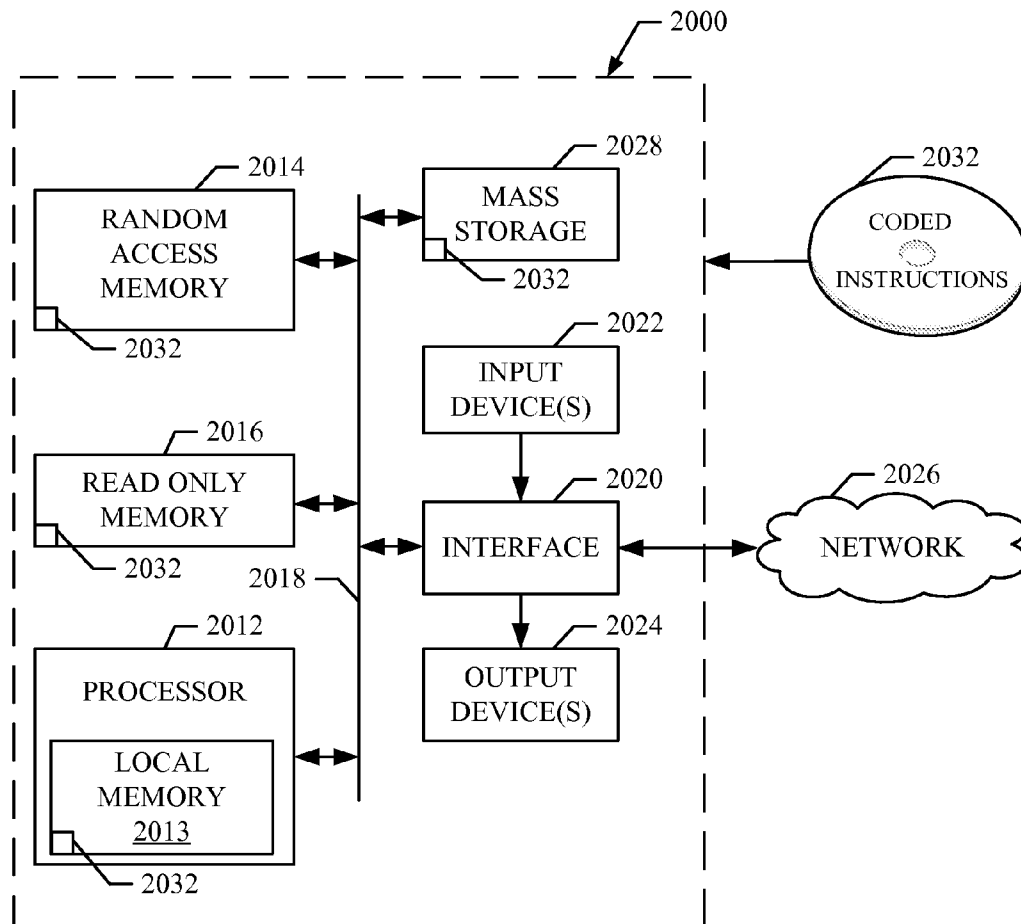 2000
2014
RANDOM
ACCESS
MEMORY
2032
2028
MASS
STORAGE
2032
2032
CODED
INSTRUCTIONS
2022
INPUT
DEVICE(S)
2016
READ ONLY
MEMORY
2032
2018
2020
INTERFACE
2026
NETWORK
2012
PROCESSOR
LOCAL
MEMORY
2013
2032
2024
OUTPUT
DEVICE(S)